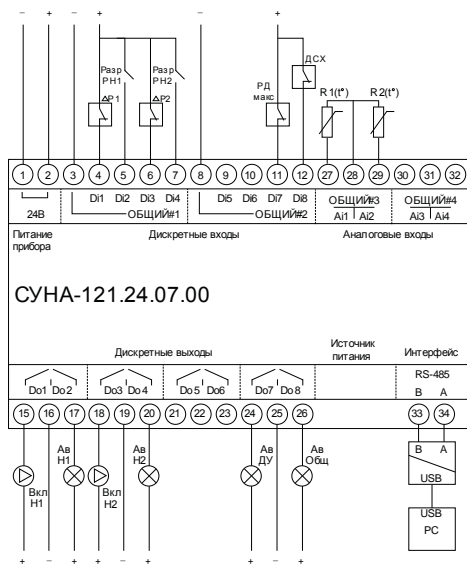 – + – + – +
Разр
РН1
Разр
РН2
ΔP1
ΔP2
РД
макс
ДСХ
R1(t°)
R2(t°)
1 2 3 4 5 6 7 8 9 10 11 12 27 28 29 30 31 32
Di1 Di2 Di3 Di4 Di5 Di6 Di7 Di8
24В
ОБЩИЙ#1
ОБЩИЙ#2
ОБЩИЙ#3
Ai1 Ai2
ОБЩИЙ#4
Ai3 Ai4
Питание
прибора
Дискретные входы
Аналоговые входы
СУНА-121.24.07.00
Дискретные выходы
Источник
питания
Интерфейс
RS-485
B A
Do1 Do2 Do3 Do4 Do5 Do6 Do7 Do8
15 16 17 18 19 20 21 22 23 24 25 26 33 34
Вкл
Н1
Ав
Н1
Вкл
Н2
Ав
Н2
Ав
ДУ
Ав
Общ
B A
USB
USB
PC
+ – + + – + + – +